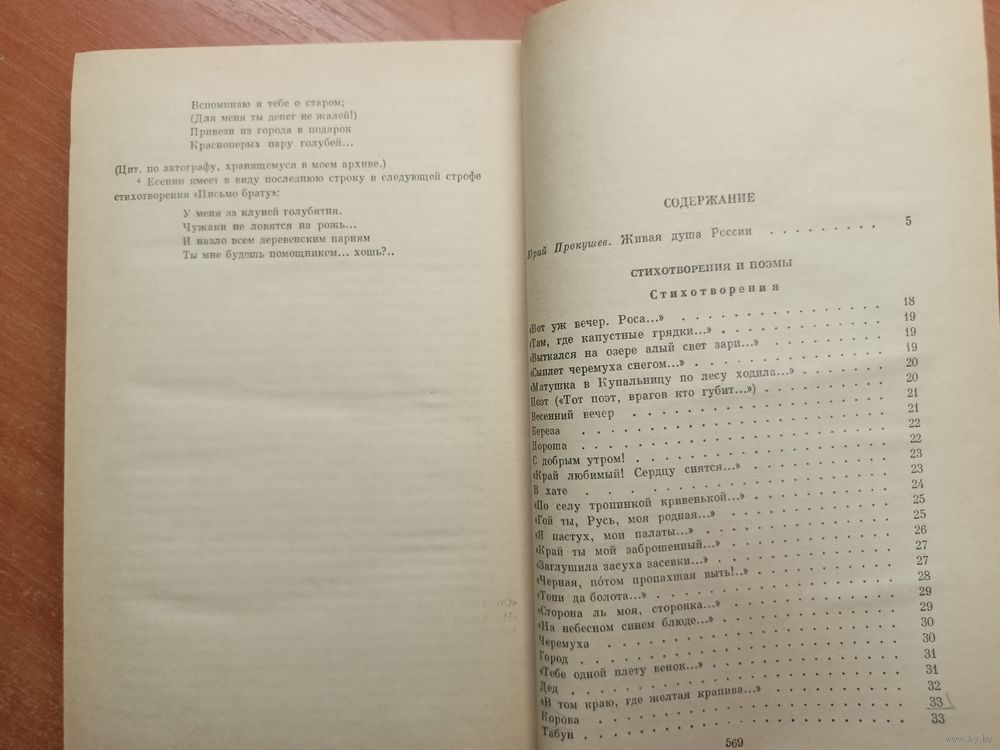 Вспоминаю я тебе о старом;
(Для меня ты денег не жалей!)
Привези из города в подарок
Красноперых пару голубей...
(Цит. по автографу, хранящемуся в моем архиве.)
⁴ Есенин имеет в виду последнюю строку в следующей строфе
стихотворения «Письмо брату»:
У меня за клуней голубятня.
Чужаки не ловятся на рожь...
И назло всем деревенским парням
Ты мне будешь помощником... хошь?..
СОДЕРЖАНИЕ
Юрий Прокушев. Живая душа России . . . . . . . . . 5
СТИХОТВОРЕНИЯ И ПОЭМЫ
Стихотворения
«Вот уж вечер. Роса...» . . . . . . . . . 18
«Там, где капустные грядки...» . . . . . . . . . 19
«Выткался на озере алый свет зари...» . . . . . . . . . 19
«Сыплет черемуха снегом...» . . . . . . . . . 19
«Матушка в Купальницу по лесу ходила...» . . . . . . . . . 20
Поэт («Тот поэт, врагов кто губит...») . . . . . . . . . 20
Весенний вечер . . . . . . . . . 21
Береза . . . . . . . . . 21
Пороша . . . . . . . . . 22
С добрым утром! . . . . . . . . . 22
«Край любимый! Сердцу снятся...» . . . . . . . . . 23
В хате . . . . . . . . . 23
«По селу тропинкой кривенькой...» . . . . . . . . . 24
«Гой ты, Русь, моя родная...» . . . . . . . . . 25
«Я пастух, мои палаты...» . . . . . . . . . 25
«Край ты мой заброшенный...» . . . . . . . . . 26
«Заглушила засуха засевки...» . . . . . . . . . 27
«Черная, по́том пропахшая выть!..» . . . . . . . . . 27
«Топи да болота...» . . . . . . . . . 28
«Сторона ль моя, сторонка...» . . . . . . . . . 29
«На небесном синем блюде...» . . . . . . . . . 29
Черемуха . . . . . . . . . 30
Город . . . . . . . . . 30
«Тебе одной плету венок...» . . . . . . . . . 31
Дед . . . . . . . . . 31
«В том краю, где желтая крапива...» . . . . . . . . . 32
Корова . . . . . . . . . 33
Табун . . . . . . . . . 33
569
www.ay.by